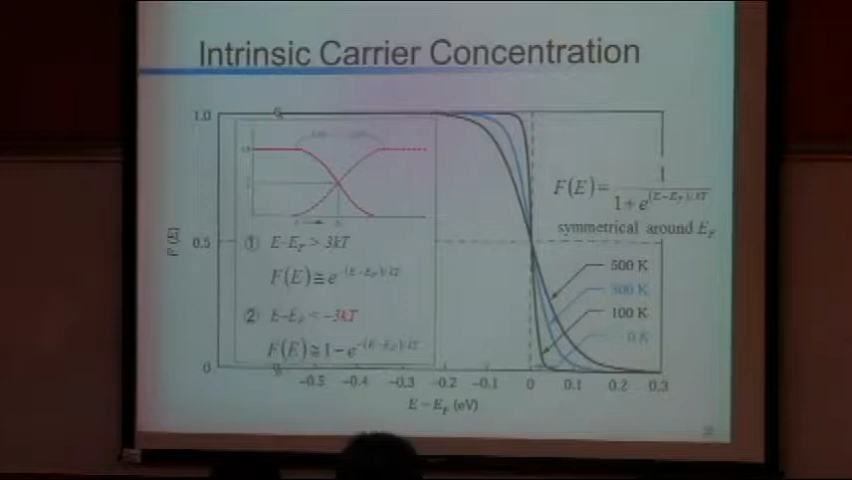 Intrinsic Carrier Concentration
1.0
F(E)= 1 / 1 + e^(E−E_F)/kT
symmetrical around E_F
① E-E_F > 3kT
F(E) ≅ e^-(E-E_F)/kT
② E-E_F < -3kT
F(E) ≅ 1 - e^-(E-E_F)/kT
F (E)
0.5
500 K
300 K
100 K
0 K
0
−0.5 −0.4 −0.3 −0.2 −0.1 0 0.1 0.2 0.3
E − E_F (eV)